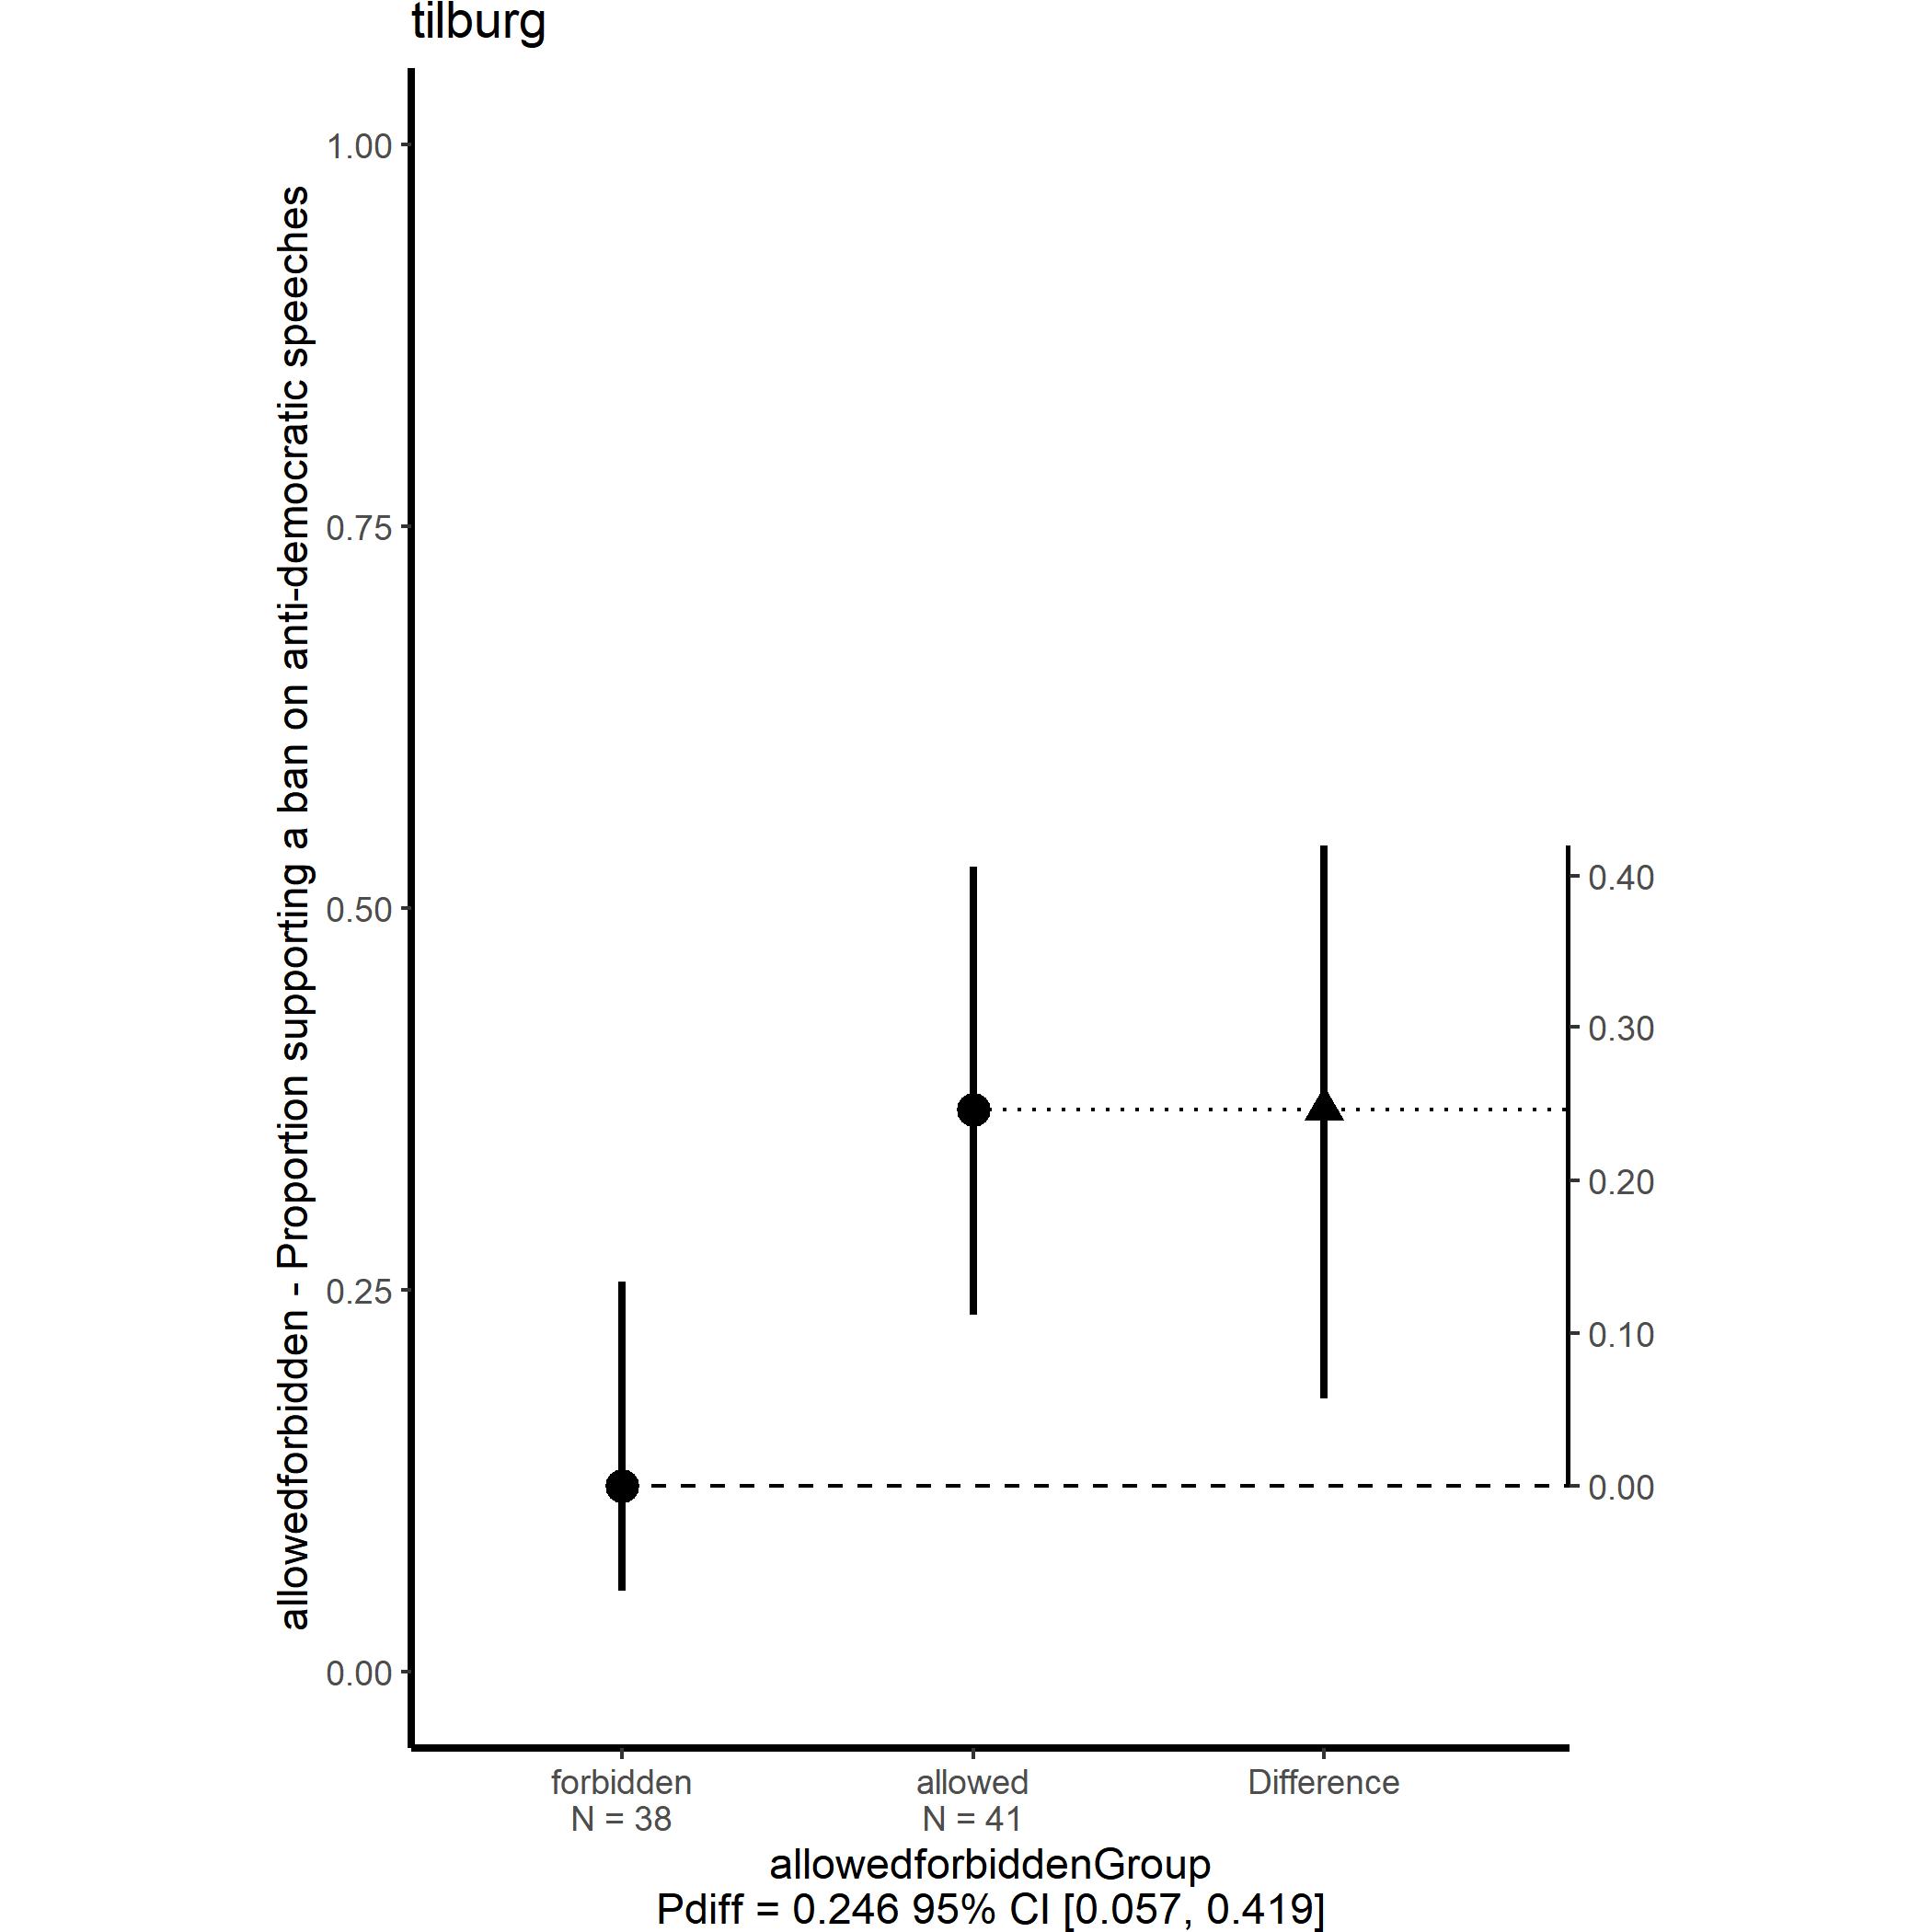 tilburg
allowedforbidden - Proportion supporting a ban on anti-democratic speeches
1.00
0.75
0.50
0.25
0.00
0.40
0.30
0.20
0.10
0.00
forbidden
N = 38
allowed
N = 41
Difference
allowedforbiddenGroup
Pdiff = 0.246 95% CI [0.057, 0.419]